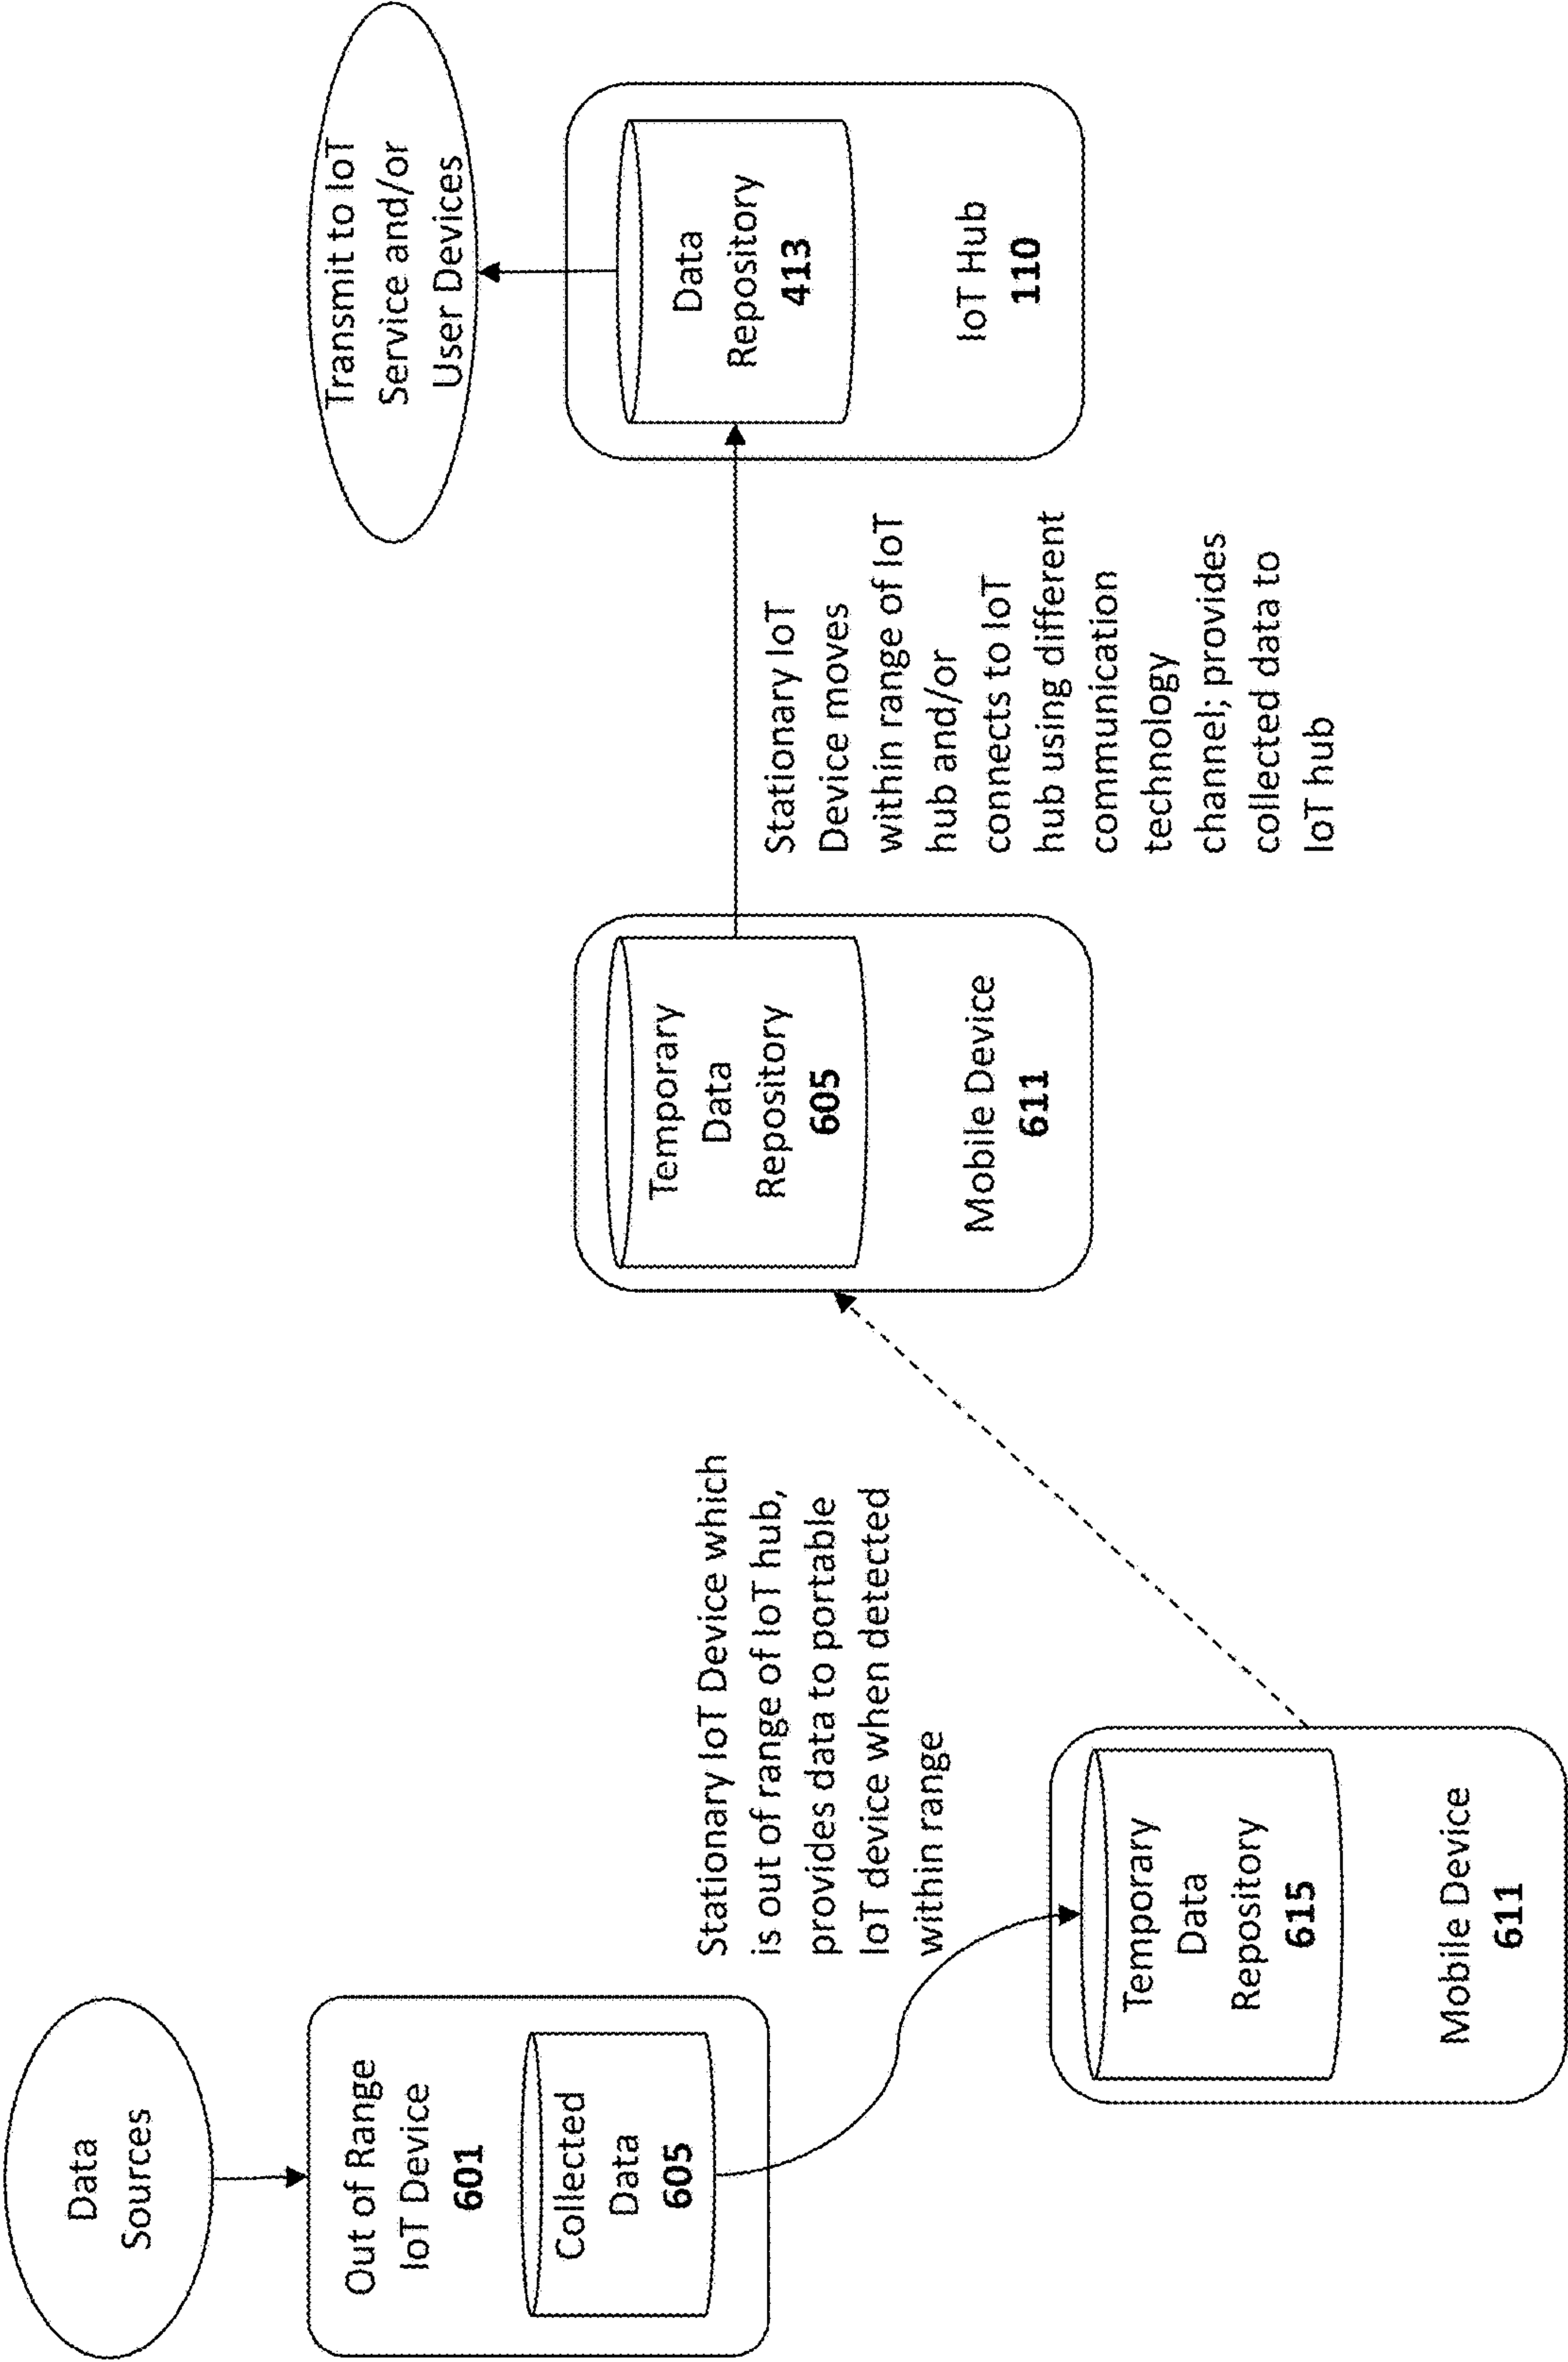 Data
Sources
Out of Range
IoT Device
601
Collected
Data
605
Stationary IoT Device which
is out of range of IoT hub,
provides data to portable
IoT device when detected
within range
Temporary
Data
Repository
615
Mobile Device
611
Temporary
Data
Repository
605
Mobile Device
611
Stationary IoT
Device moves
within range of IoT
hub and/or
connects to IoT
hub using different
communication
technology
channel; provides
collected data to
IoT hub
Transmit to IoT
Service and/or
User Devices
Data
Repository
413
IoT Hub
110